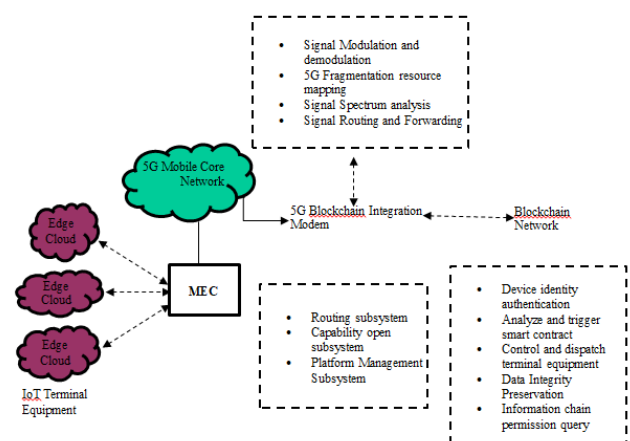 • Signal Modulation and
demodulation
• 5G Fragmentation resource
mapping
• Signal Spectrum analysis
• Signal Routing and Forwarding
5G Mobile Core
Network
5G Blockchain Integration
Modem
Blockchain
Network
Edge
Cloud
Edge
Cloud
Edge
Cloud
MEC
IoT Terminal
Equipment
• Routing subsystem
• Capability open
subsystem
• Platform Management
Subsystem
• Device identity
authentication
• Analyze and trigger
smart contract
• Control and dispatch
terminal equipment
• Data Integrity
Preservation
• Information chain
permission query